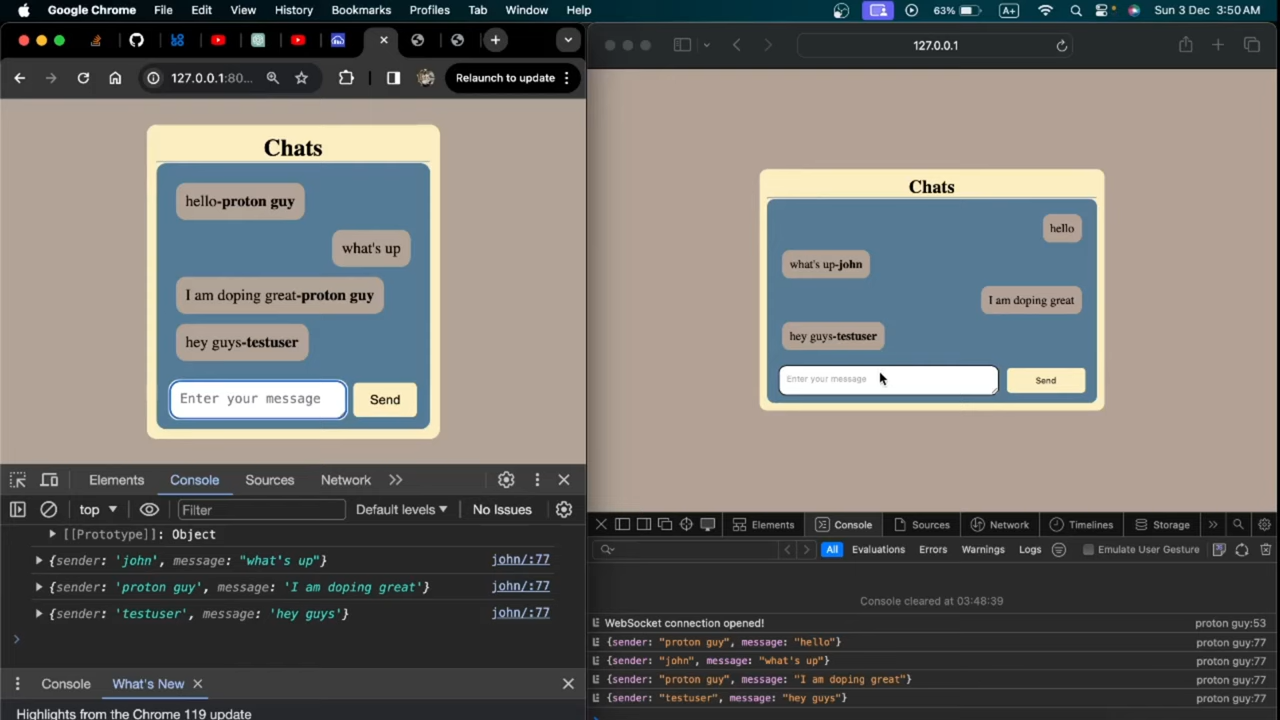 Google Chrome File Edit View History Bookmarks Profiles Tab Window Help 63% A+ Sun 3 Dec 3:50 AM
127.0.0.1:80... Relaunch to update
Chats
hello-proton guy
what's up
I am doping great-proton guy
hey guys-testuser
Enter your message Send
Elements Console Sources Network
top Filter Default levels No Issues
[[Prototype]]: Object
{sender: 'john', message: "what's up"} john/:77
{sender: 'proton guy', message: 'I am doping great'} john/:77
{sender: 'testuser', message: 'hey guys'} john/:77
Console What's New
Highlights from the Chrome 119 update
127.0.0.1
Chats
hello
what's up-john
I am doping great
hey guys-testuser
Enter your message Send
Elements Console Sources Network Timelines Storage
All Evaluations Errors Warnings Logs Emulate User Gesture
Console cleared at 03:48:39
WebSocket connection opened! proton guy:53
{sender: "proton guy", message: "hello"} proton guy:77
{sender: "john", message: "what's up"} proton guy:77
{sender: "proton guy", message: "I am doping great"} proton guy:77
{sender: "testuser", message: "hey guys"} proton guy:77